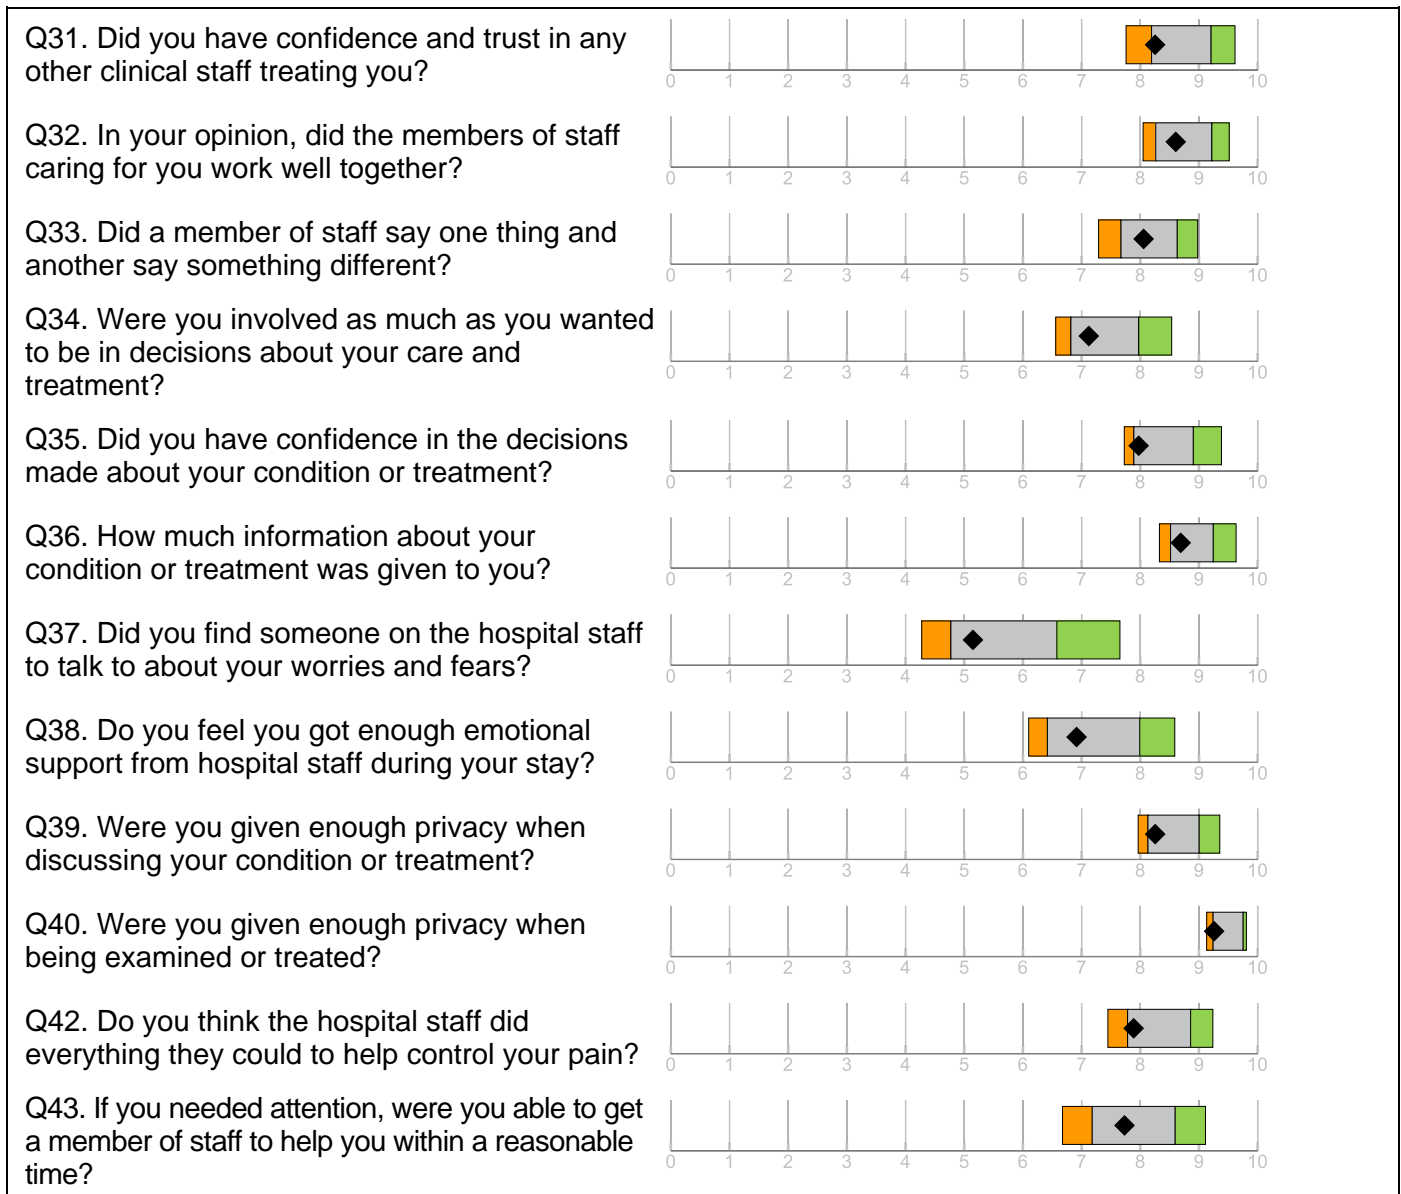 Q31. Did you have confidence and trust in any
other clinical staff treating you?
0 1 2 3 4 5 6 7 8 9 10
Q32. In your opinion, did the members of staff
caring for you work well together?
0 1 2 3 4 5 6 7 8 9 10
Q33. Did a member of staff say one thing and
another say something different?
0 1 2 3 4 5 6 7 8 9 10
Q34. Were you involved as much as you wanted
to be in decisions about your care and
treatment?
0 1 2 3 4 5 6 7 8 9 10
Q35. Did you have confidence in the decisions
made about your condition or treatment?
0 1 2 3 4 5 6 7 8 9 10
Q36. How much information about your
condition or treatment was given to you?
0 1 2 3 4 5 6 7 8 9 10
Q37. Did you find someone on the hospital staff
to talk to about your worries and fears?
0 1 2 3 4 5 6 7 8 9 10
Q38. Do you feel you got enough emotional
support from hospital staff during your stay?
0 1 2 3 4 5 6 7 8 9 10
Q39. Were you given enough privacy when
discussing your condition or treatment?
0 1 2 3 4 5 6 7 8 9 10
Q40. Were you given enough privacy when
being examined or treated?
0 1 2 3 4 5 6 7 8 9 10
Q42. Do you think the hospital staff did
everything they could to help control your pain?
0 1 2 3 4 5 6 7 8 9 10
Q43. If you needed attention, were you able to get
a member of staff to help you within a reasonable
time?
0 1 2 3 4 5 6 7 8 9 10